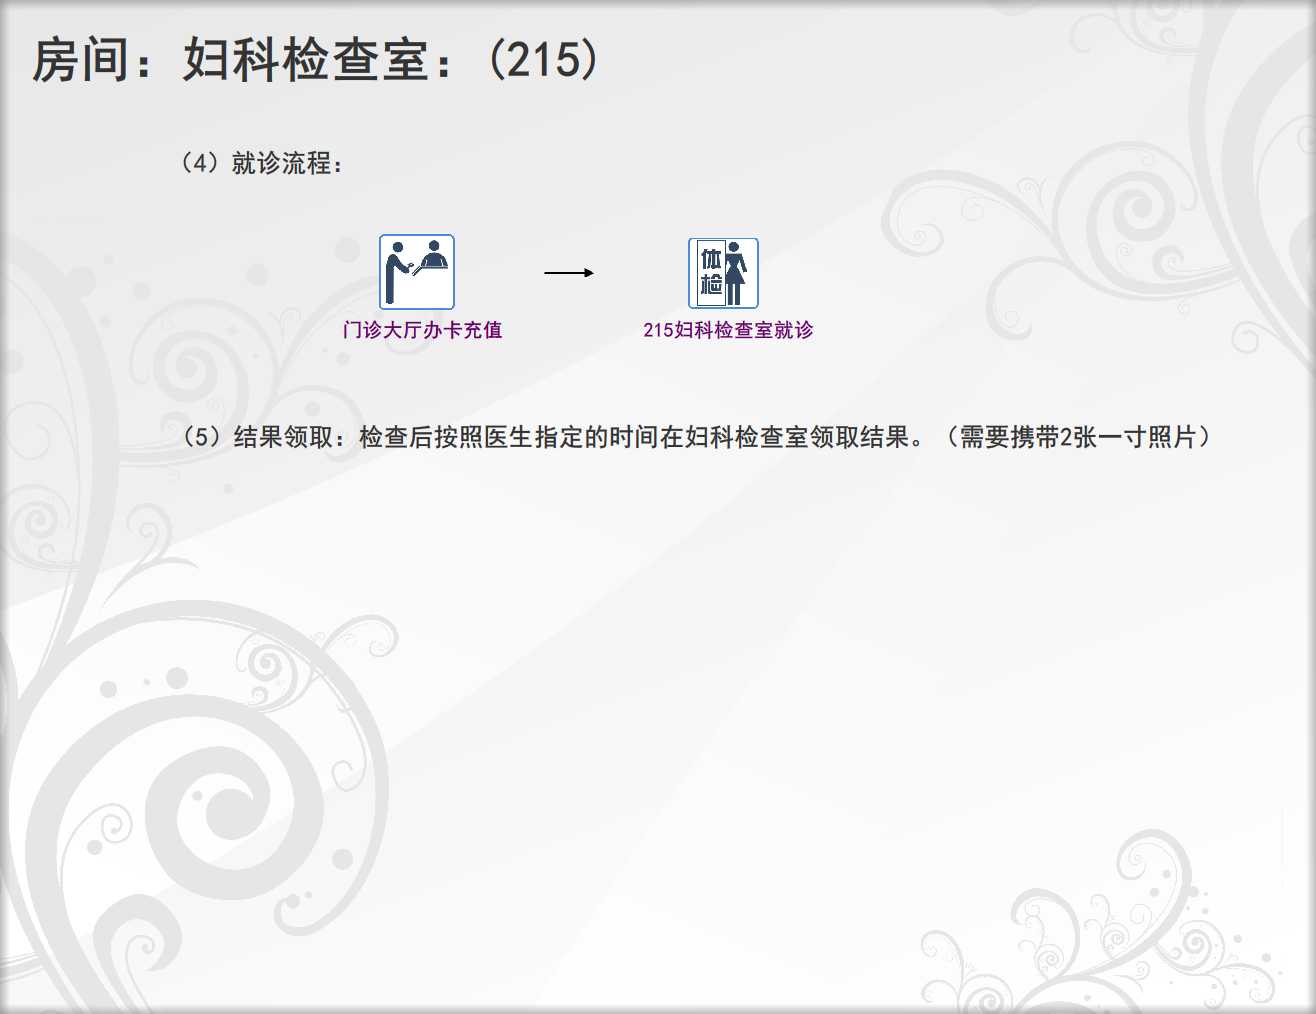 房间：妇科检查室：(215)
（4）就诊流程：
体
检
门诊大厅办卡充值
215妇科检查室就诊
（5）结果领取：检查后按照医生指定的时间在妇科检查室领取结果。（需要携带2张一寸照片）